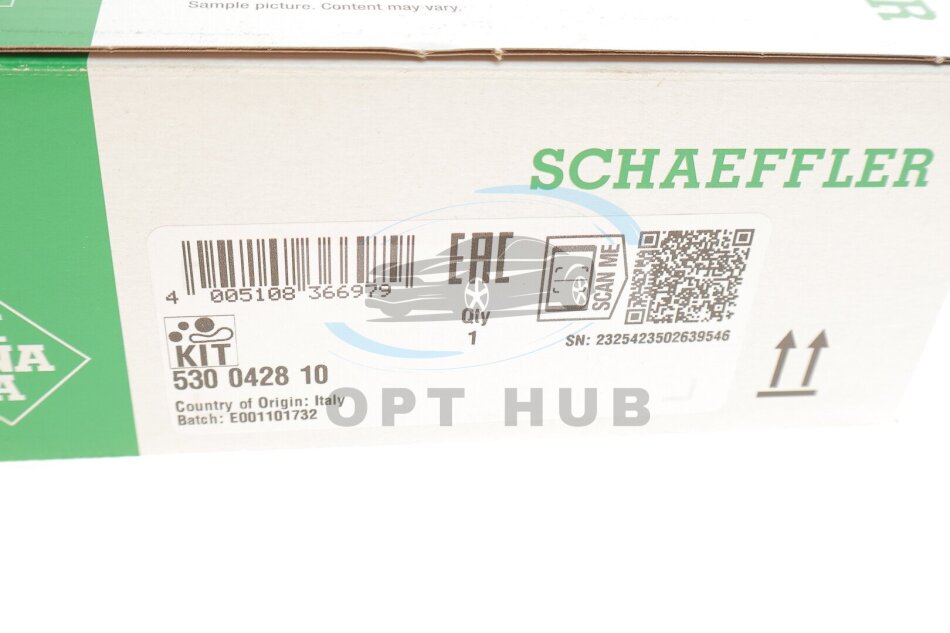 Sample picture. Content may vary.
SCHAEFFLER
4 005108 366979
EAC
SCAN ME
Qty
1
SN: 2325423502639546
KIT
530 0428 10
Country of Origin: Italy
Batch: E001101732
OPT HUB